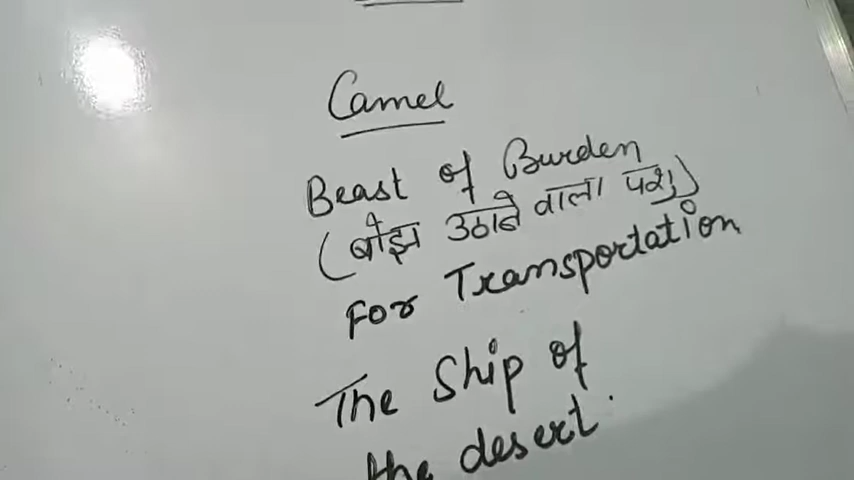 Camel
Beast of Burden
(बोझ उठाने वाला पशु)
For Transportation
The Ship of
the desert.